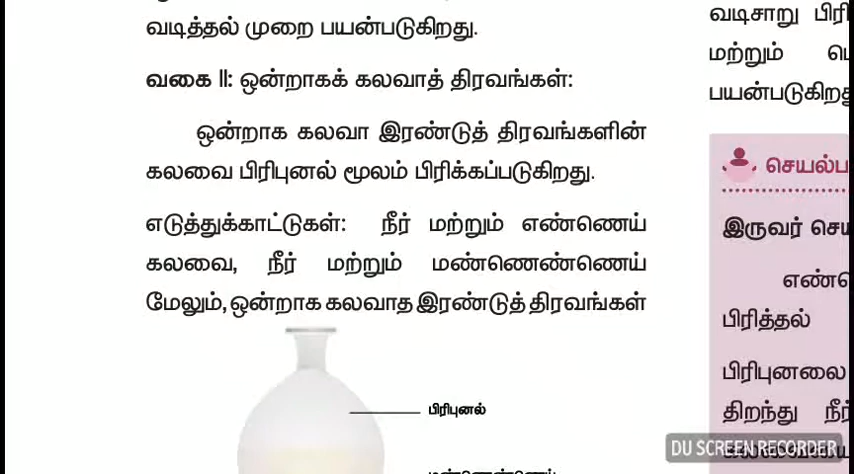 வடித்தல் முறை பயன்படுகிறது.
வகை II: ஒன்றாகக் கலவாத் திரவங்கள்:
ஒன்றாக கலவா இரண்டுத் திரவங்களின்
கலவை பிரிபுனல் மூலம் பிரிக்கப்படுகிறது.
எடுத்துக்காட்டுகள்: நீர் மற்றும் எண்ணெய்
கலவை, நீர் மற்றும் மண்ணெண்ணெய்
மேலும், ஒன்றாக கலவாத இரண்டுத் திரவங்கள்
பிரிபுனல்
வடிசாறு பிரி
மற்றும்
பயன்படுகிறது
செயல்ப
இருவர் செய
எண்ணெ
பிரித்தல்
பிரிபுனலை
திறந்து நீர்
DU SCREEN RECORDER